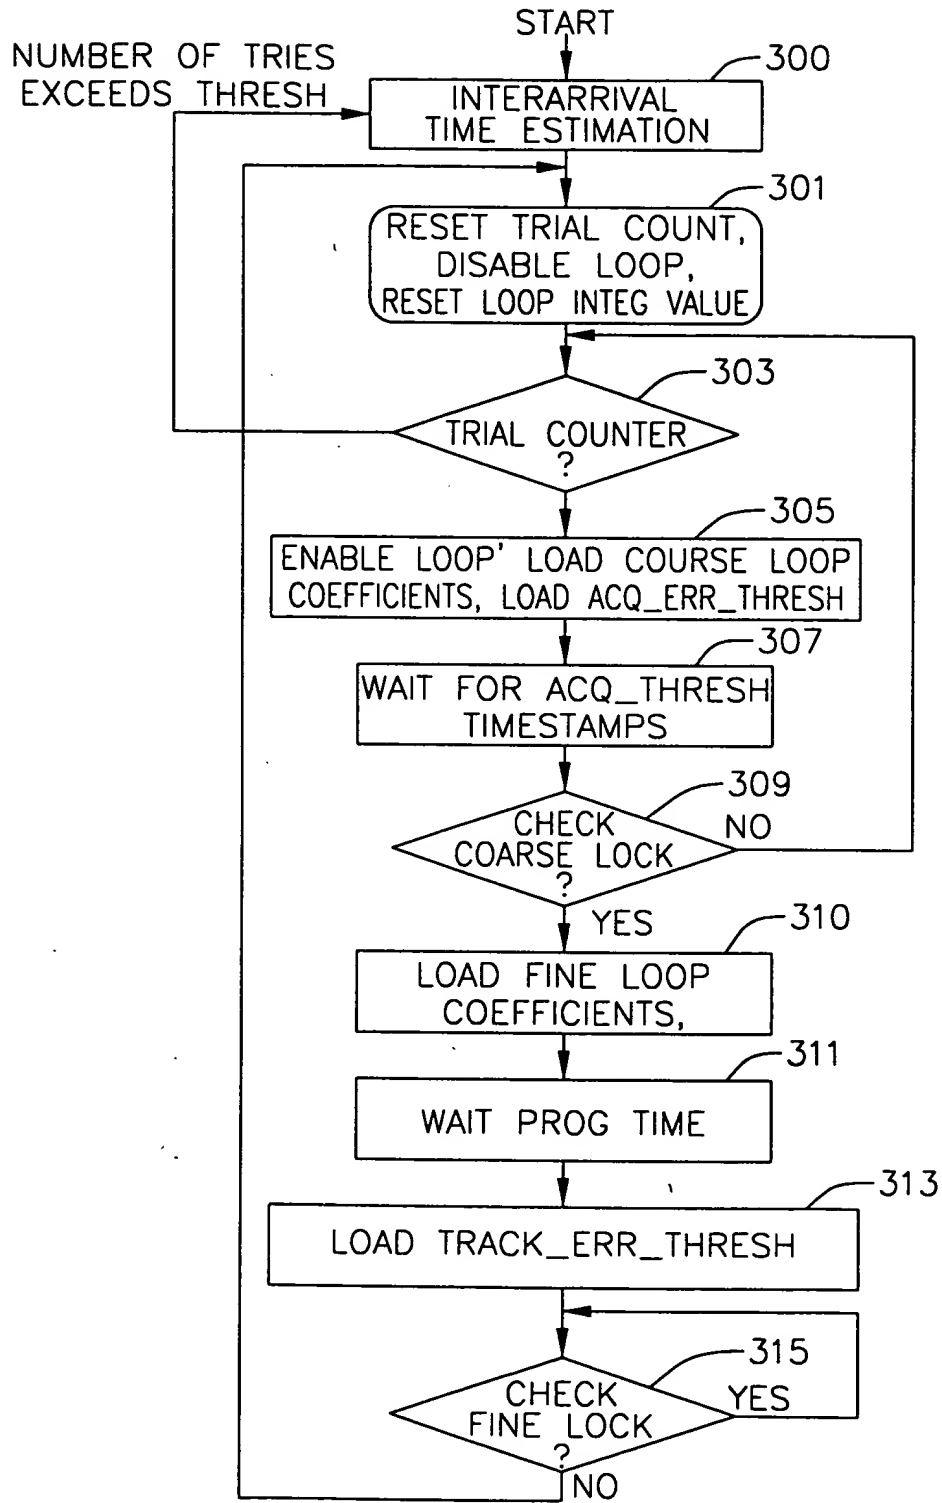 START
NUMBER OF TRIES
EXCEEDS THRESH
300
INTERARRIVAL
TIME ESTIMATION
301
RESET TRIAL COUNT,
DISABLE LOOP,
RESET LOOP INTEG VALUE
303
TRIAL COUNTER
?
305
ENABLE LOOP' LOAD COURSE LOOP
COEFFICIENTS, LOAD ACQ_ERR_THRESH
307
WAIT FOR ACQ_THRESH
TIMESTAMPS
309
CHECK
COARSE LOCK
?
NO
YES
310
LOAD FINE LOOP
COEFFICIENTS,
311
WAIT PROG TIME
313
LOAD TRACK_ERR_THRESH
315
CHECK
FINE LOCK
?
YES
NO